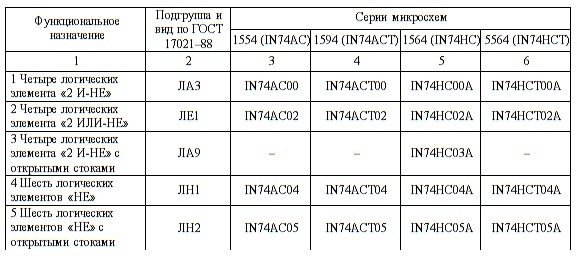 Функциональное
назначение
Подгруппа и
вид по ГОСТ
17021–88
Серии микросхем
1554 (IN74AC) 1594 (IN74ACT) 1564 (IN74HC) 5564 (IN74HCT)
1 2 3 4 5 6
1 Четыре логических
элемента «2 И-НЕ»
ЛА3 IN74AC00 IN74ACT00 IN74HC00A IN74HCT00A
2 Четыре логических
элемента «2 ИЛИ-НЕ»
ЛЕ1 IN74AC02 IN74ACT02 IN74HC02A IN74HCT02A
3 Четыре логических
элемента «2 И-НЕ» с
открытыми стоками
ЛА9 – – IN74HC03A –
4 Шесть логических
элементов «НЕ»
ЛН1 IN74AC04 IN74ACT04 IN74HC04A IN74HCT04A
5 Шесть логических
элементов «НЕ» с
открытыми стоками
ЛН2 IN74AC05 IN74ACT05 IN74HC05A IN74HCT05A